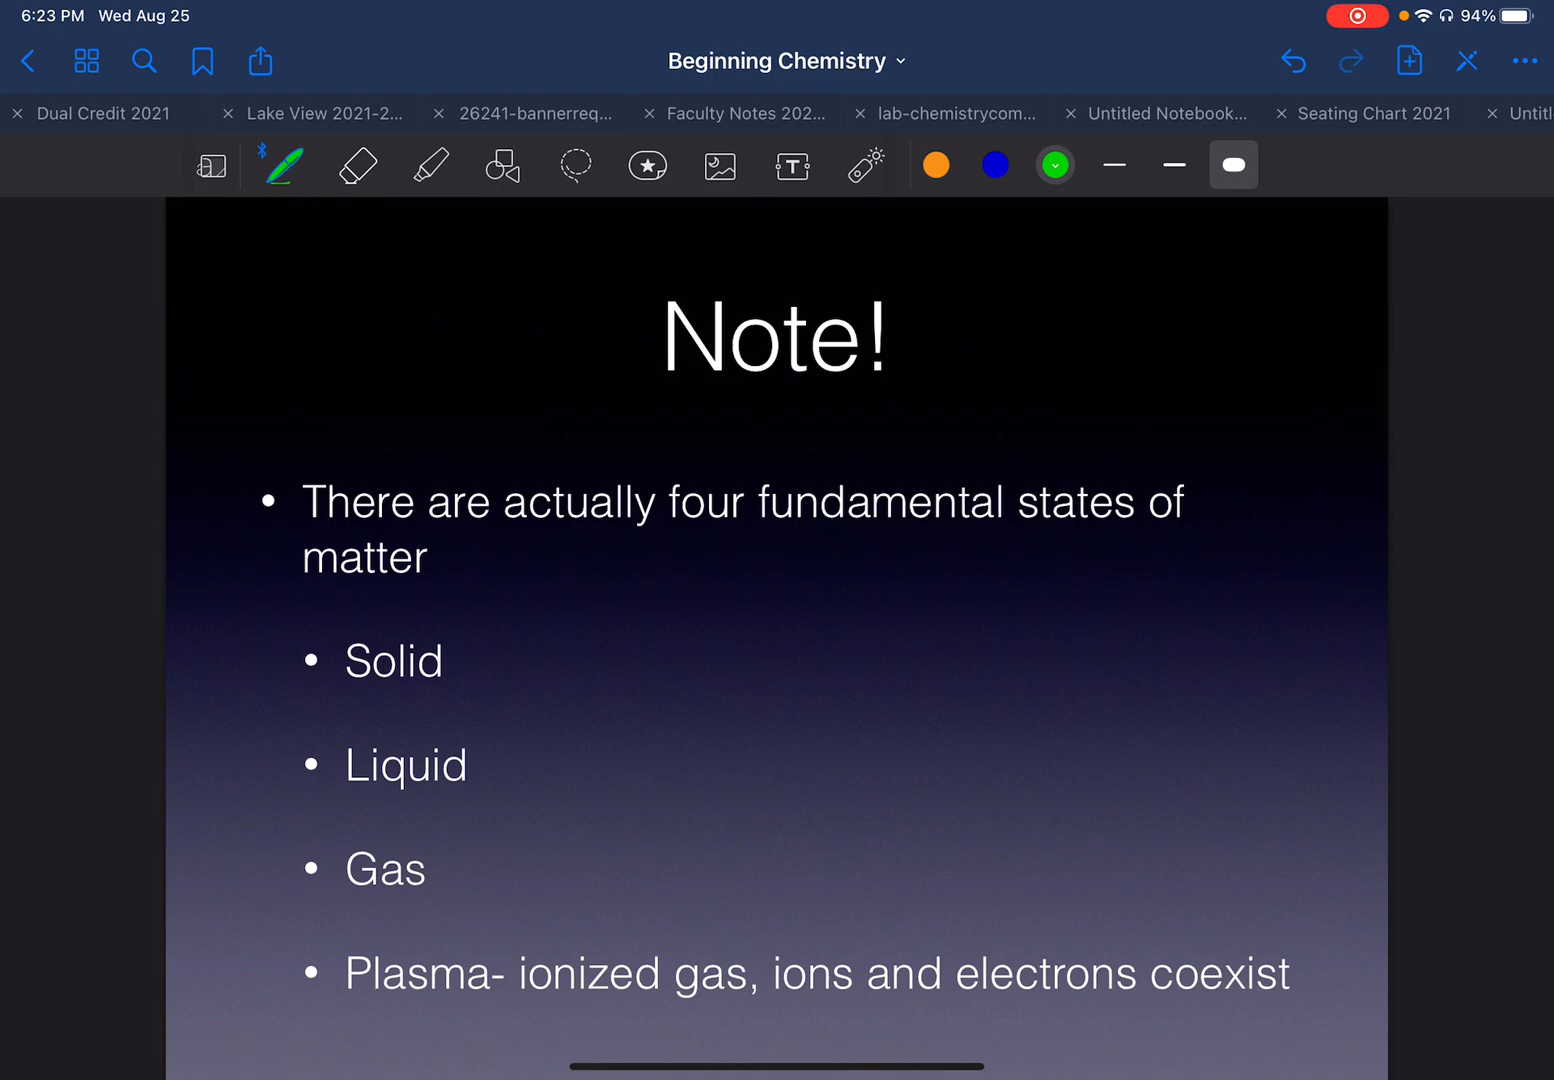 6:23 PM Wed Aug 25
94%
Beginning Chemistry
Dual Credit 2021
Lake View 2021-2...
26241-bannerreq...
Faculty Notes 202...
lab-chemistrycom...
Untitled Notebook...
Seating Chart 2021
Untitl
Note!
• There are actually four fundamental states of
matter
• Solid
• Liquid
• Gas
• Plasma- ionized gas, ions and electrons coexist